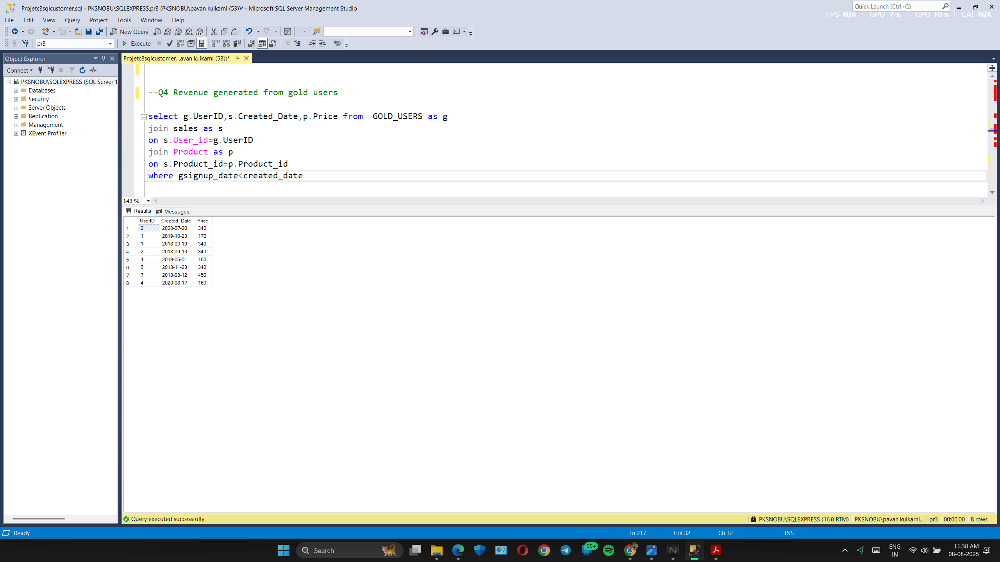 Projetc3sqlcustomer.sql - PKSNOBU\SQLEXPRESS.pr3 (PKSNOBU\pavan kulkarni (53))* - Microsoft SQL Server Management Studio
Quick Launch (Ctrl+Q)
FPS N/A GPU 7 % CPU 10 % LAT N/A
File Edit View Query Project Tools Window Help
New Query MDX DMX XMLA DAX
pr3 Execute
Object Explorer
Projetc3sqlcustomer...avan kulkarni (53))*
Connect
PKSNOBU\SQLEXPRESS (SQL Server 1
Databases
Security
Server Objects
Replication
Management
XEvent Profiler
--Q4 Revenue generated from gold users
select g.UserID,s.Created_Date,p.Price from  GOLD_USERS as g
join sales as s
on s.User_id=g.UserID
join Product as p
on s.Product_id=p.Product_id
where gsignup_date<created_date
143 %
Results Messages
UserID Created_Date Price
1 2 2020-07-20 340
2 1 2019-10-23 170
3 1 2018-03-19 340
4 2 2018-09-10 340
5 4 2019-05-01 160
6 5 2018-11-23 340
7 7 2018-08-12 450
8 4 2020-08-17 160
Query executed successfully.
PKSNOBU\SQLEXPRESS (16.0 RTM) PKSNOBU\pavan kulkarni... pr3 00:00:00 8 rows
Ready Ln 217 Col 32 Ch 32 INS
Search
99+
ENG
IN
11:38 AM
08-08-2025